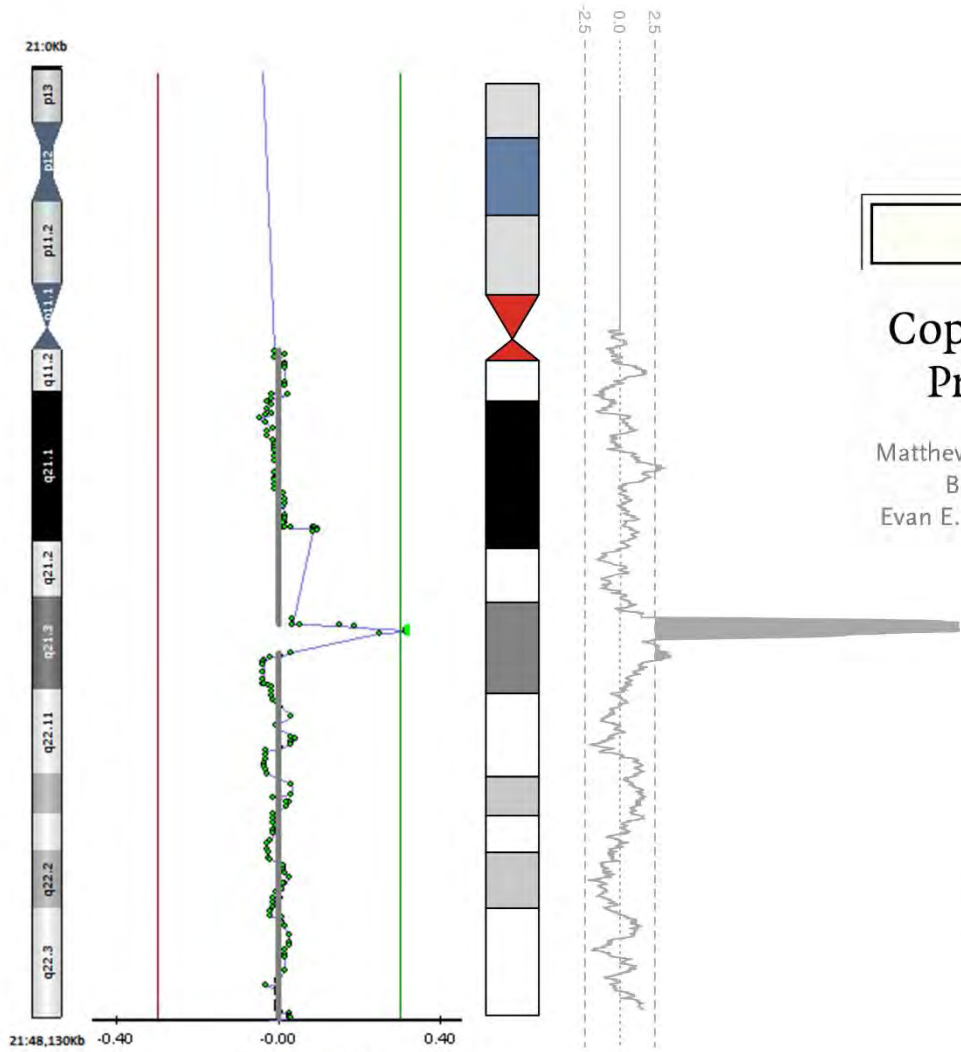 21:0Kb
p13
p12
p11.2
p11.1
q11.2
q21.1
q21.2
q21.3
q22.11
q22.2
q22.3
21:48,130Kb
-0.40
-0.00
0.40
-2.5
0.0
2.5
Cop
Pr
Matthew
B
Evan E.